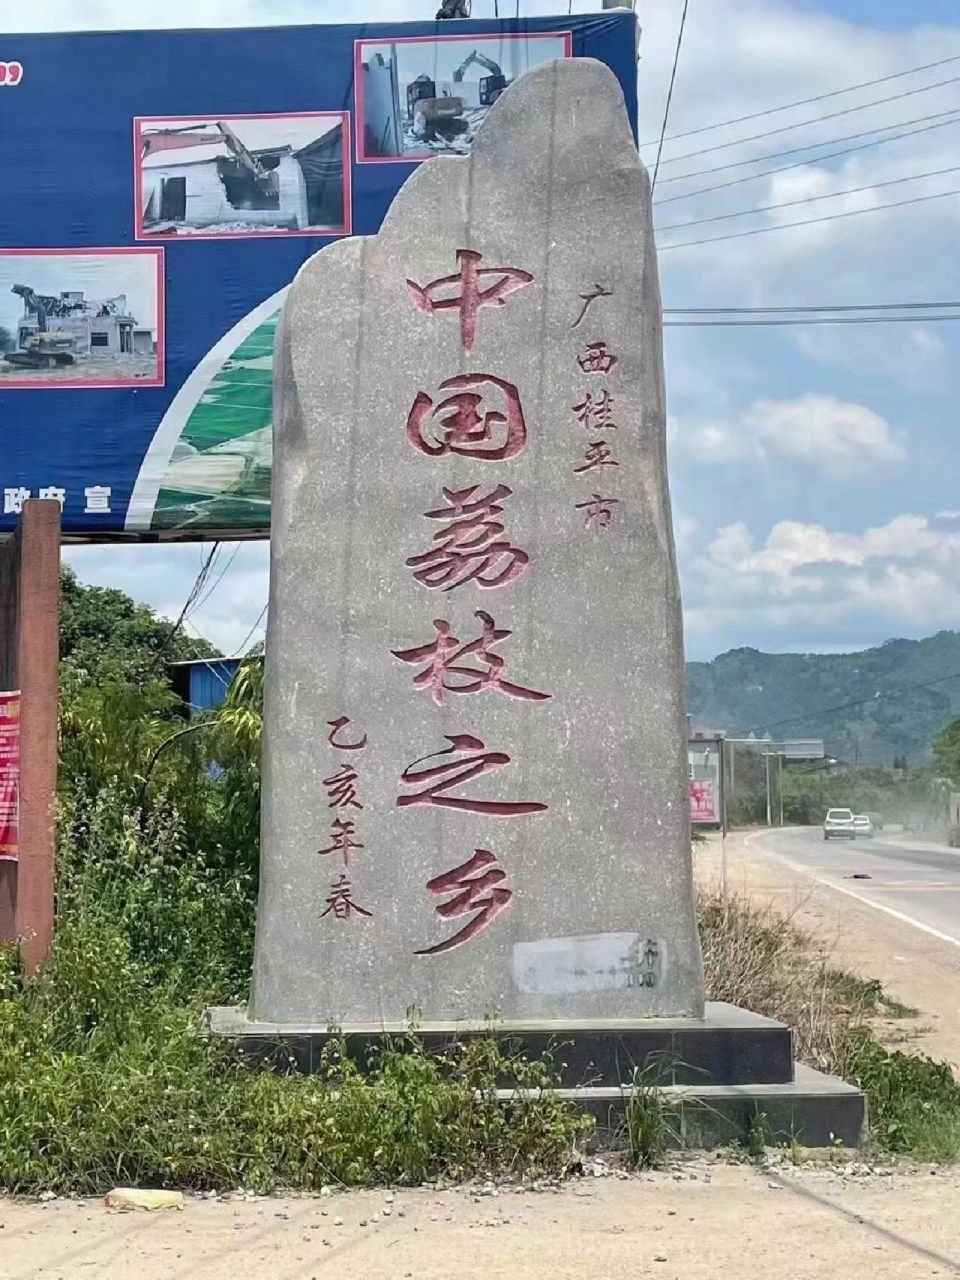 广西桂平市
中国荔枝之乡
乙亥年春
政府 宣